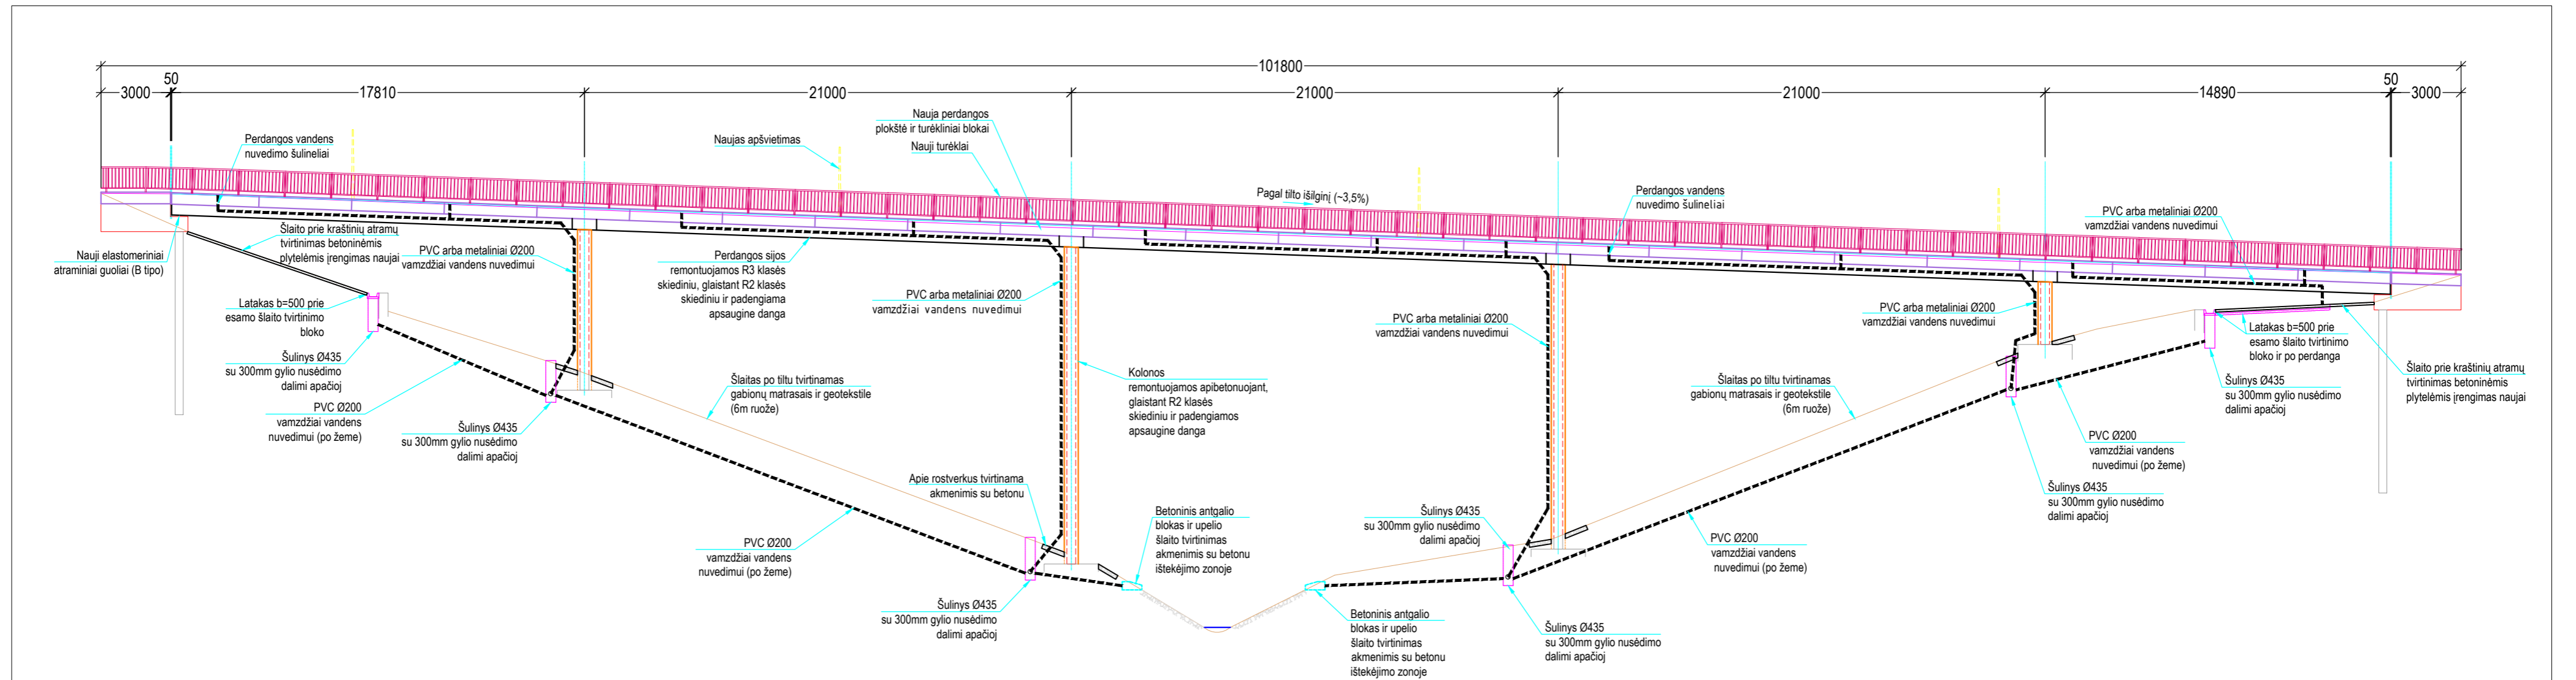 101800
50
50
3000
17810
21000
21000
21000
14890
3000
Perdangos vandens
nuvedimo šulineliai
Naujas apšvietimas
Nauja perdangos
plokštė ir turėkliniai blokai
Nauji turėklai
Pagal tilto išilginį (~3,5%)
Perdangos vandens
nuvedimo šulineliai
PVC arba metaliniai Ø200
vamzdžiai vandens nuvedimui
Nauji elastomeriniai
atraminiai guoliai (B tipo)
Šlaito prie kraštinių atramų
tvirtinimas betoninėmis
plytelėmis įrengimas naujai
PVC arba metaliniai Ø200
vamzdžiai vandens nuvedimui
Perdangos sijos
remontuojamos R3 klasės
skiediniu, glaistant R2 klasės
skiediniu ir padengiama
apsaugine danga
PVC arba metaliniai Ø200
vamzdžiai vandens nuvedimui
PVC arba metaliniai Ø200
vamzdžiai vandens nuvedimui
PVC arba metaliniai Ø200
vamzdžiai vandens nuvedimui
Latakas b=500 prie
esamo šlaito tvirtinimo
bloko
Latakas b=500 prie
esamo šlaito tvirtinimo
bloko ir po perdanga
Šulinys Ø435
su 300mm gylio nusėdimo
dalimi apačioj
Šlaitas po tiltu tvirtinamas
gabionų matrasais ir geotekstile
(6m ruože)
Kolonos
remontuojamos apibetonuojant,
glaistant R2 klasės
skiediniu ir padengiamos
apsaugine danga
Šlaitas po tiltu tvirtinamas
gabionų matrasais ir geotekstile
(6m ruože)
Šulinys Ø435
su 300mm gylio nusėdimo
dalimi apačioj
Šlaito prie kraštinių atramų
tvirtinimas betoninėmis
plytelėmis įrengimas naujai
PVC Ø200
vamzdžiai vandens
nuvedimui (po žeme)
Šulinys Ø435
su 300mm gylio nusėdimo
dalimi apačioj
PVC Ø200
vamzdžiai vandens
nuvedimui (po žeme)
Apie rostverkus tvirtinama
akmenimis su betonu
Betoninis antgalio
blokas ir upelio
šlaito tvirtinimas
akmenimis su betonu
ištekėjimo zonoje
Šulinys Ø435
su 300mm gylio nusėdimo
dalimi apačioj
Šulinys Ø435
su 300mm gylio nusėdimo
dalimi apačioj
PVC Ø200
vamzdžiai vandens
nuvedimui (po žeme)
PVC Ø200
vamzdžiai vandens
nuvedimui (po žeme)
Šulinys Ø435
su 300mm gylio nusėdimo
dalimi apačioj
Betoninis antgalio
blokas ir upelio
šlaito tvirtinimas
akmenimis su betonu
ištekėjimo zonoje
Šulinys Ø435
su 300mm gylio nusėdimo
dalimi apačioj